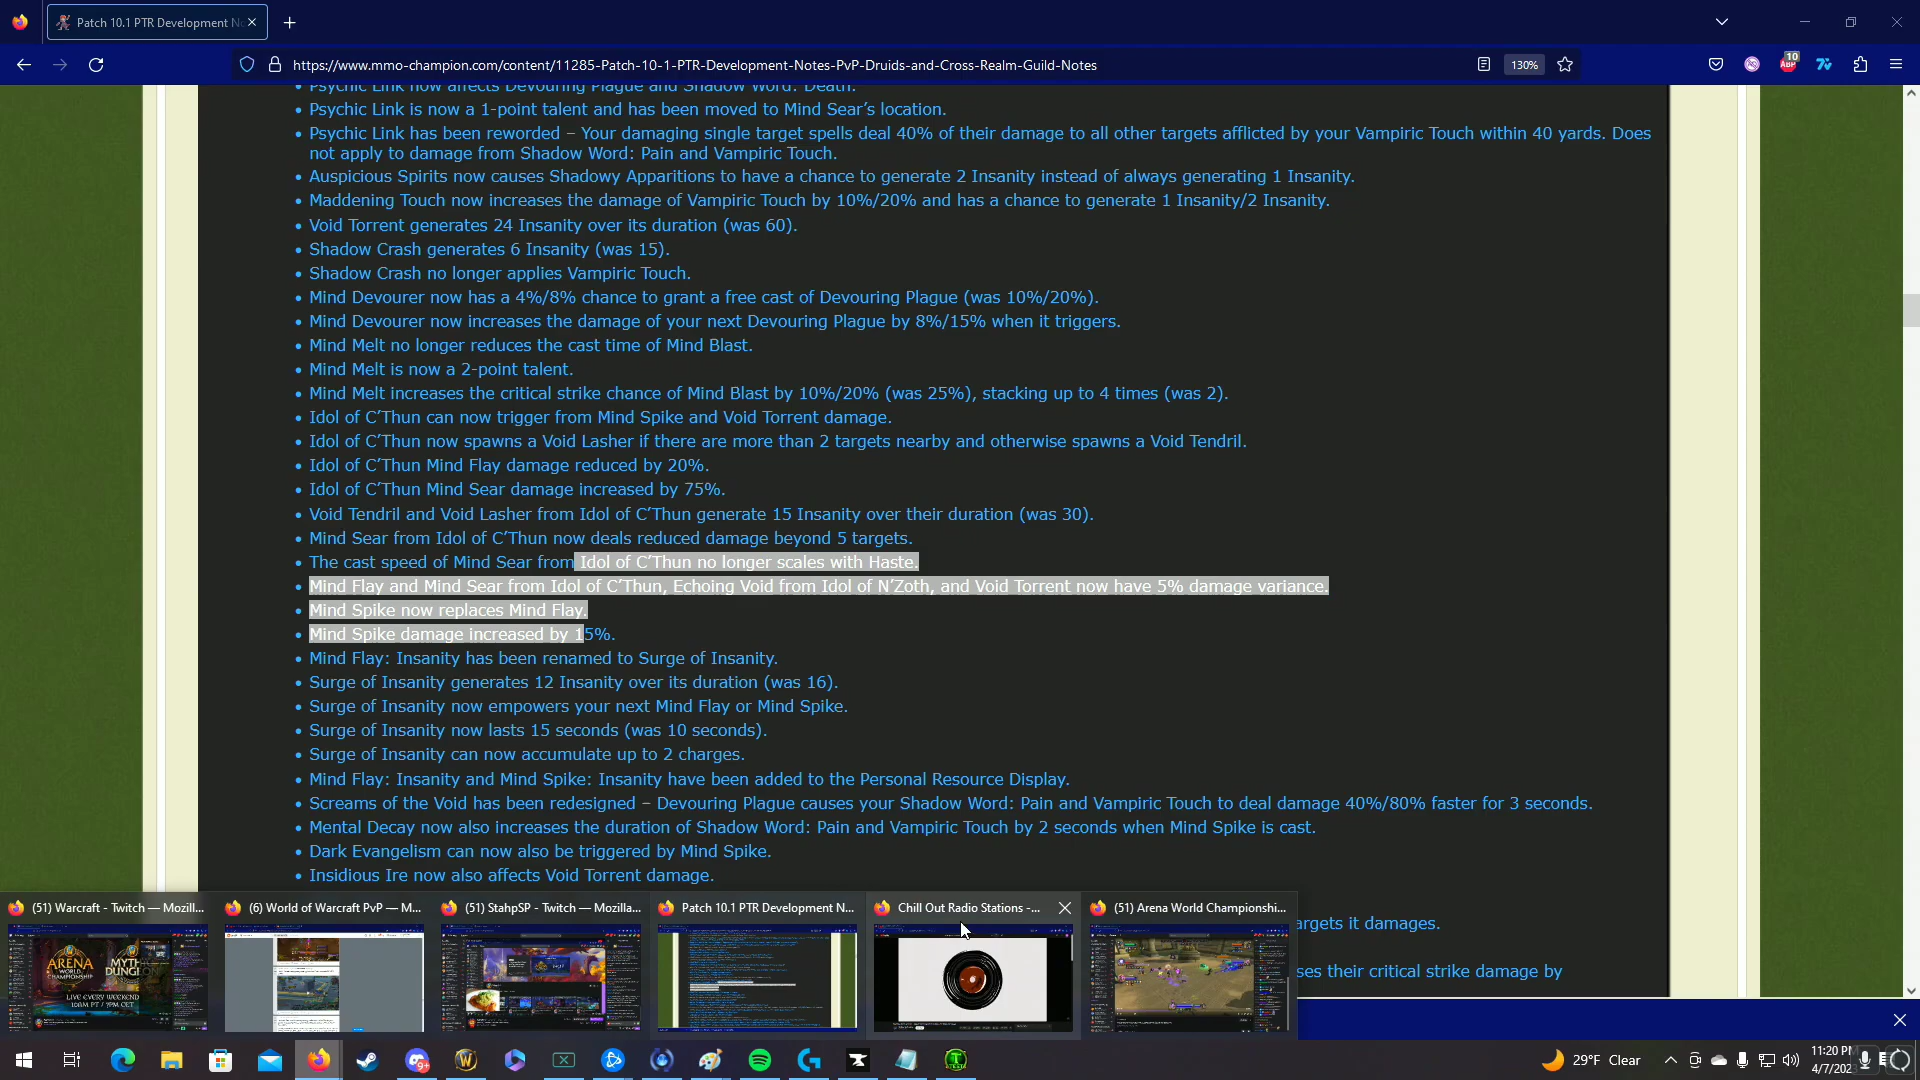 Patch 10.1 PTR Development N
https://www.mmo-champion.com/content/11285-Patch-10-1-PTR-Development-Notes-PvP-Druids-and-Cross-Realm-Guild-Notes
130%
10
ABP
• Psychic Link now affects Devouring Plague and Shadow Word: Death.
• Psychic Link is now a 1-point talent and has been moved to Mind Sear’s location.
• Psychic Link has been reworded – Your damaging single target spells deal 40% of their damage to all other targets afflicted by your Vampiric Touch within 40 yards. Does
not apply to damage from Shadow Word: Pain and Vampiric Touch.
• Auspicious Spirits now causes Shadowy Apparitions to have a chance to generate 2 Insanity instead of always generating 1 Insanity.
• Maddening Touch now increases the damage of Vampiric Touch by 10%/20% and has a chance to generate 1 Insanity/2 Insanity.
• Void Torrent generates 24 Insanity over its duration (was 60).
• Shadow Crash generates 6 Insanity (was 15).
• Shadow Crash no longer applies Vampiric Touch.
• Mind Devourer now has a 4%/8% chance to grant a free cast of Devouring Plague (was 10%/20%).
• Mind Devourer now increases the damage of your next Devouring Plague by 8%/15% when it triggers.
• Mind Melt no longer reduces the cast time of Mind Blast.
• Mind Melt is now a 2-point talent.
• Mind Melt increases the critical strike chance of Mind Blast by 10%/20% (was 25%), stacking up to 4 times (was 2).
• Idol of C’Thun can now trigger from Mind Spike and Void Torrent damage.
• Idol of C’Thun now spawns a Void Lasher if there are more than 2 targets nearby and otherwise spawns a Void Tendril.
• Idol of C’Thun Mind Flay damage reduced by 20%.
• Idol of C’Thun Mind Sear damage increased by 75%.
• Void Tendril and Void Lasher from Idol of C’Thun generate 15 Insanity over their duration (was 30).
• Mind Sear from Idol of C’Thun now deals reduced damage beyond 5 targets.
• The cast speed of Mind Sear from Idol of C’Thun no longer scales with Haste.
• Mind Flay and Mind Sear from Idol of C’Thun, Echoing Void from Idol of N’Zoth, and Void Torrent now have 5% damage variance.
• Mind Spike now replaces Mind Flay.
• Mind Spike damage increased by 15%.
• Mind Flay: Insanity has been renamed to Surge of Insanity.
• Surge of Insanity generates 12 Insanity over its duration (was 16).
• Surge of Insanity now empowers your next Mind Flay or Mind Spike.
• Surge of Insanity now lasts 15 seconds (was 10 seconds).
• Surge of Insanity can now accumulate up to 2 charges.
• Mind Flay: Insanity and Mind Spike: Insanity have been added to the Personal Resource Display.
• Screams of the Void has been redesigned – Devouring Plague causes your Shadow Word: Pain and Vampiric Touch to deal damage 40%/80% faster for 3 seconds.
• Mental Decay now also increases the duration of Shadow Word: Pain and Vampiric Touch by 2 seconds when Mind Spike is cast.
• Dark Evangelism can now also be triggered by Mind Spike.
• Insidious Ire now also affects Void Torrent damage.
(51) Warcraft - Twitch — Mozill...
(6) World of Warcraft PvP — M...
(51) StahpSP - Twitch — Mozilla...
Patch 10.1 PTR Development N...
Chill Out Radio Stations -...
(51) Arena World Championshi...
argets it damages.
ses their critical strike damage by
ARENA
WORLD
CHAMPIONSHIP
LIVE EVERY WEEKEND
9+
29°F Clear
11:20 PM
4/7/202